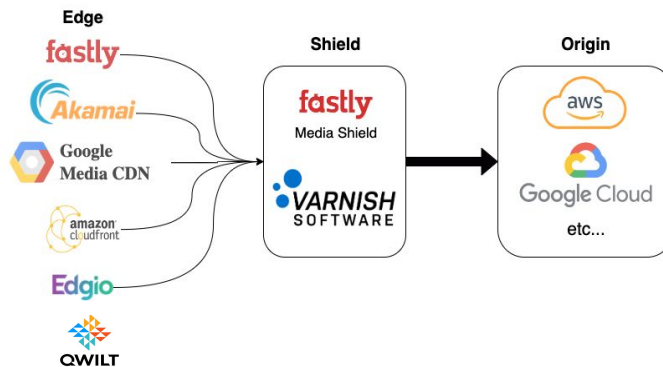 Edge
fastly
Akamai
Google
Media CDN
amazon
cloudfront
Edgio
QWILT
Shield
fastly
Media Shield
VARNISH
SOFTWARE
Origin
aws
Google Cloud
etc...